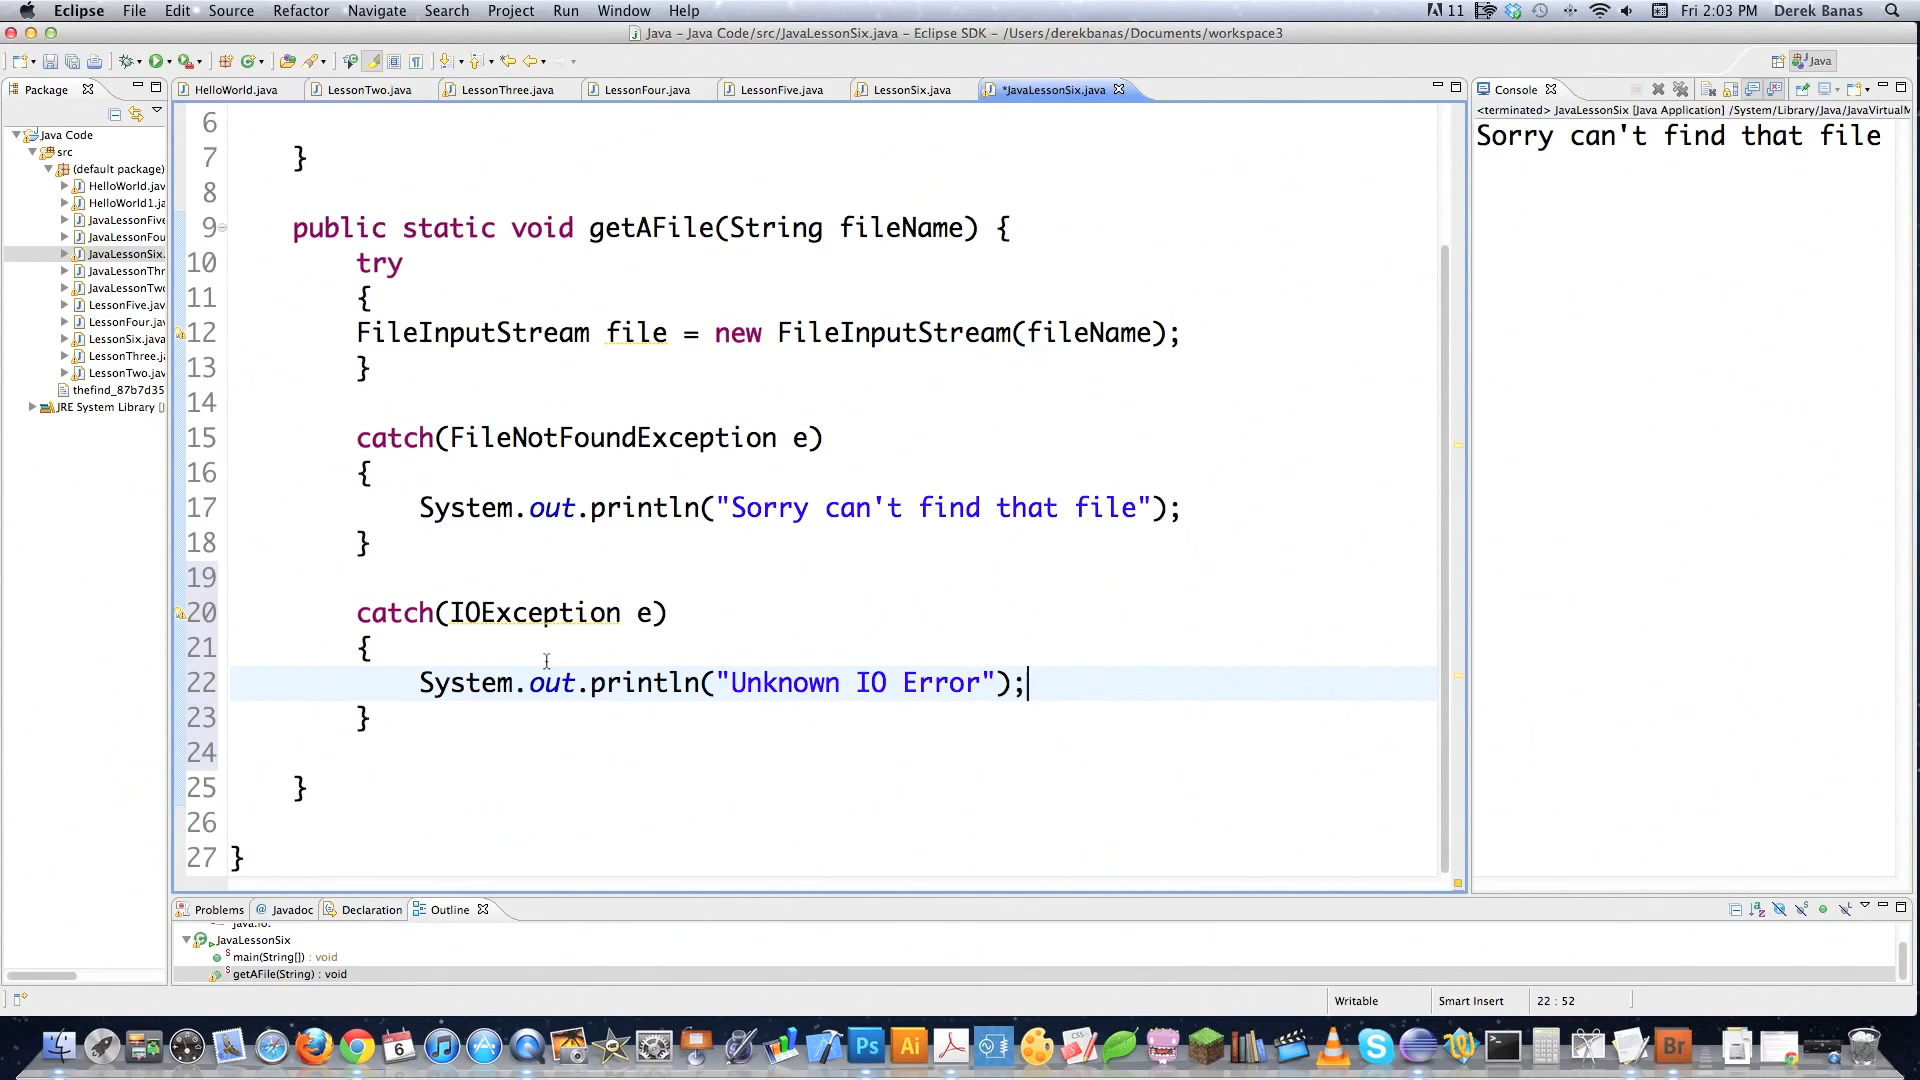 Eclipse File Edit Source Refactor Navigate Search Project Run Window Help
11 Fri 2:03 PM Derek Banas
Java – Java Code/src/JavaLessonSix.java – Eclipse SDK – /Users/derekbanas/Documents/workspace3
Java
Package
HelloWorld.java LessonTwo.java LessonThree.java LessonFour.java LessonFive.java LessonSix.java *JavaLessonSix.java
Console
<terminated> JavaLessonSix [Java Application] /System/Library/Java/JavaVirtualM
Sorry can't find that file
Java Code
src
(default package)
HelloWorld.jav
HelloWorld1.ja
JavaLessonFive
JavaLessonFou
JavaLessonSix.
JavaLessonThr
JavaLessonTwo
LessonFive.jav
LessonFour.jav
LessonSix.java
LessonThree.j
LessonTwo.jav
thefind_87b7d35
JRE System Library [
6
7 }
8
9 public static void getAFile(String fileName) {
10 try
11 {
12 FileInputStream file = new FileInputStream(fileName);
13 }
14
15 catch(FileNotFoundException e)
16 {
17 System.out.println("Sorry can't find that file");
18 }
19
20 catch(IOException e)
21 {
22 System.out.println("Unknown IO Error");
23 }
24
25 }
26
27 }
Problems @ Javadoc Declaration Outline
java.io.
JavaLessonSix
main(String[]) : void
getAFile(String) : void
Writable Smart Insert 22 : 52
6 Ps Ai Br